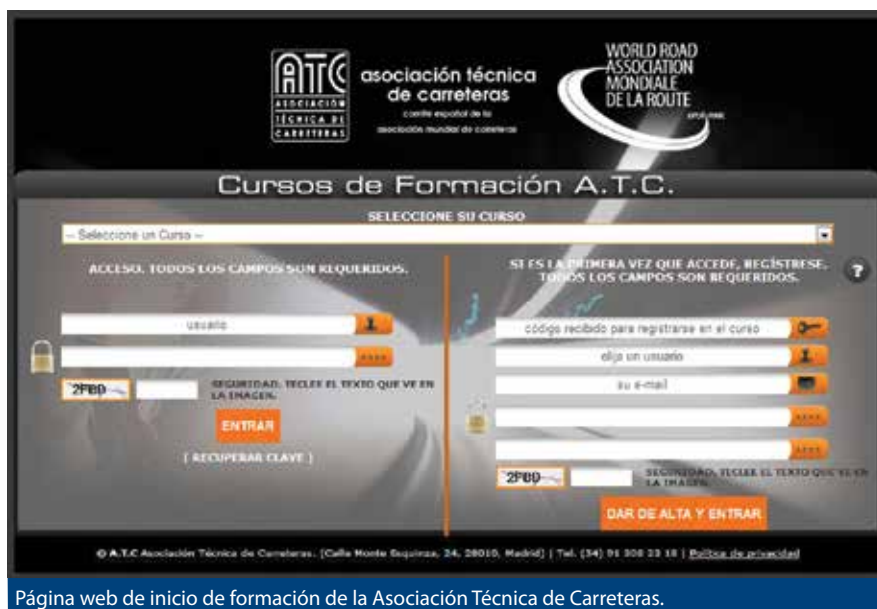 ATC
ASOCIACIÓN
TÉCNICA DE
CARRETERAS
asociación técnica
de carreteras
comité español de la
asociación mundial de carreteras
WORLD ROAD
ASSOCIATION
MONDIALE
DE LA ROUTE
Cursos de Formación A.T.C.
SELECCIONE SU CURSO
-- Seleccione un Curso --
ACCESO. TODOS LOS CAMPOS SON REQUERIDOS.
usuario
****
2FBD
SEGURIDAD. TECLEE EL TEXTO QUE VE EN
LA IMAGEN.
ENTRAR
( RECUPERAR CLAVE )
SI ES LA PRIMERA VEZ QUE ACCEDE, REGÍSTRESE.
TODOS LOS CAMPOS SON REQUERIDOS.
?
código recibido para registrarse en el curso
elija un usuario
su e-mail
****
****
2FBD
SEGURIDAD. TECLEE EL TEXTO QUE VE EN
LA IMAGEN.
DAR DE ALTA Y ENTRAR
© A.T.C Asociación Técnica de Carreteras. (Calle Monte Esquinza, 24, 28010, Madrid) | Tel. (34) 91 308 23 18 | Política de privacidad
Página web de inicio de formación de la Asociación Técnica de Carreteras.